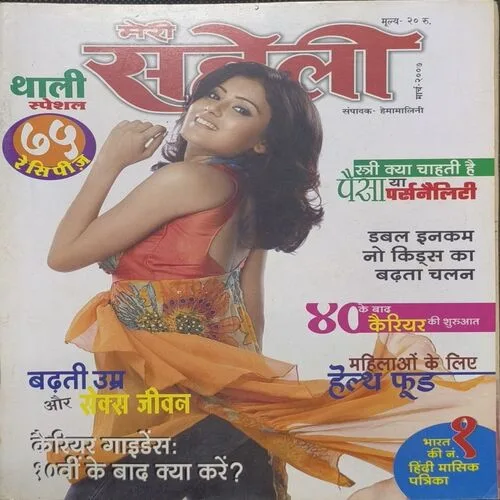 मूल्य- २० रु.
मेरी
सहेली
मार्च-२००७
संपादक- हेमामालिनी
थाली
स्पेशल
७५
रेसिपीज़
स्त्री क्या चाहती है
पैसा या
पर्सनैलिटी
डबल इनकम
नो किड्स का
बढ़ता चलन
४० के बाद
कैरियर की शुरुआत
महिलाओं के लिए
हेल्थ फूड
बढ़ती उम्र
और सेक्स जीवन
कैरियर गाइडेंस:
१०वीं के बाद क्या करें?
भारत
की नं. १
हिंदी मासिक
पत्रिका